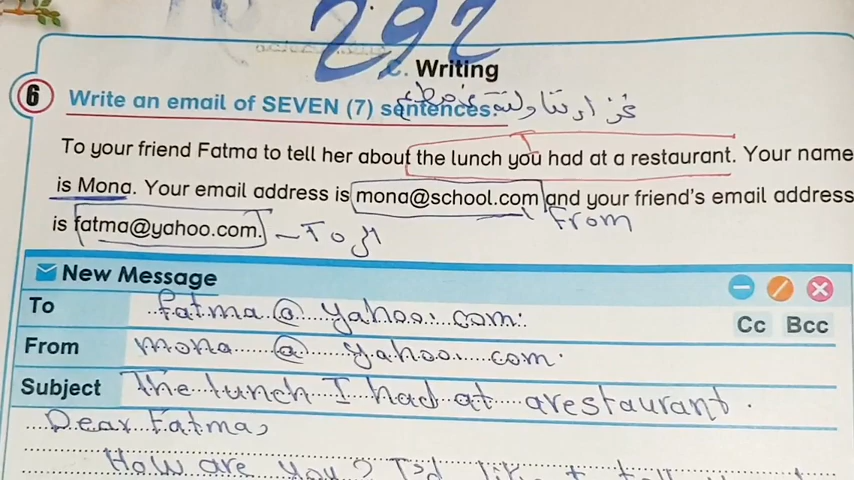 292
C. Writing
6 Write an email of SEVEN (7) sentences.
To your friend Fatma to tell her about the lunch you had at a restaurant. Your name
is Mona. Your email address is mona@school.com and your friend's email address
From
is fatma@yahoo.com. - To
New Message
To fatma@yahoo.com.
From mona@yahoo.com.
Cc Bcc
Subject The lunch I had at arestaurant.
Dear Fatma,
How are you? I'd like t tell